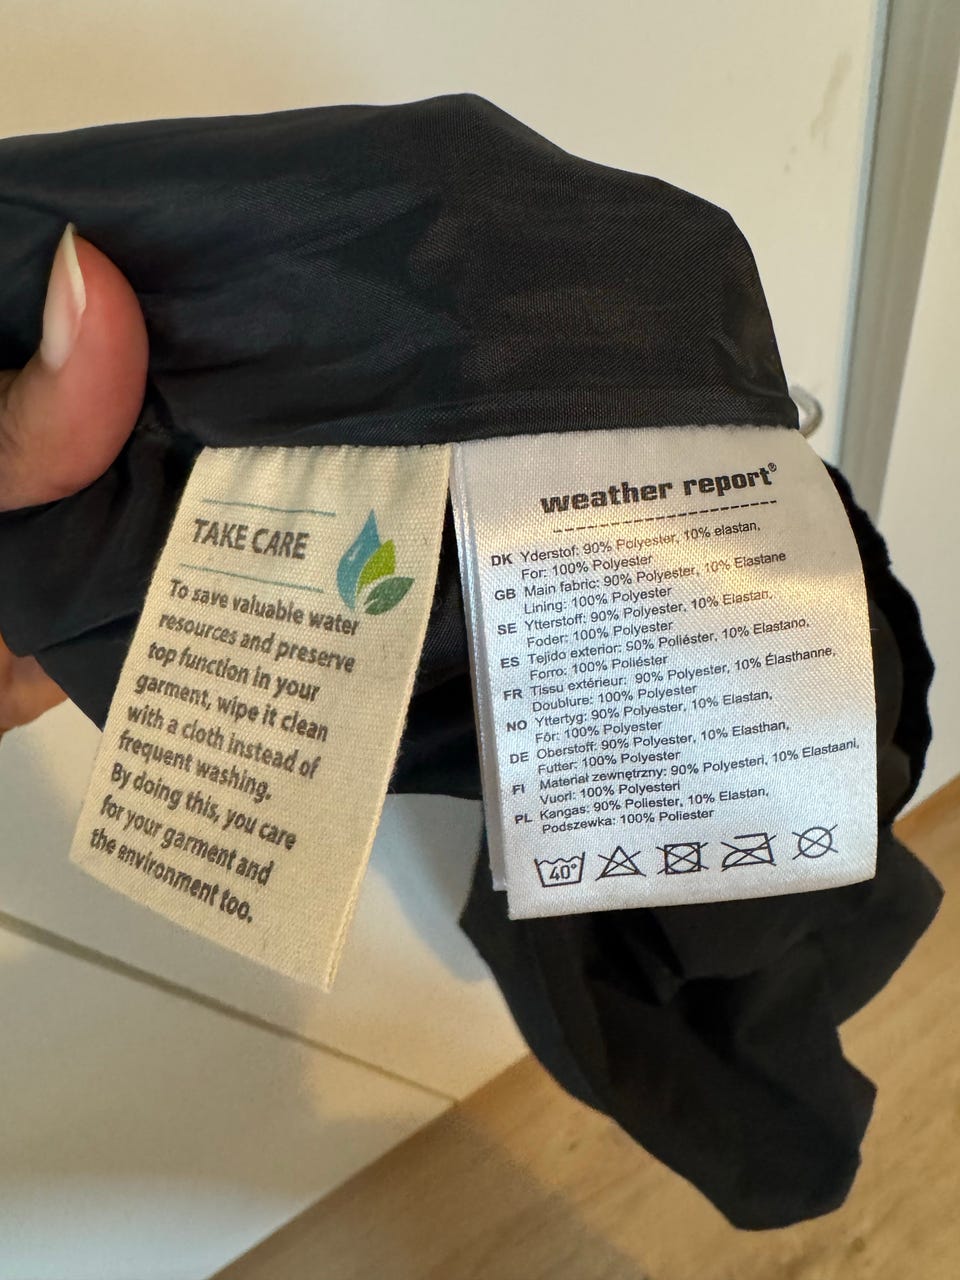 TAKE CARE
To save valuable water
resources and preserve
top function in your
garment, wipe it clean
with a cloth instead of
frequent washing.
By doing this, you care
for your garment and
the environment too.
weather report®
DK Yderstof: 90% Polyester, 10% elastan,
For: 100% Polyester
GB Main fabric: 90% Polyester, 10% Elastane
Lining: 100% Polyester
SE Ytterstoff: 90% Polyester, 10% Elastan,
Foder: 100% Polyester
ES Tejido exterior: 90% Poliéster, 10% Elastano,
Forro: 100% Poliéster
FR Tissu extérieur: 90% Polyester, 10% Élasthanne,
Doublure: 100% Polyester
NO Yttertyg: 90% Polyester, 10% Elastan,
Fôr: 100% Polyester
DE Oberstoff: 90% Polyester, 10% Elasthan,
Futter: 100% Polyester
FI Materiał zewnętrzny: 90% Polyesteri, 10% Elastaani,
Vuori: 100% Polyesteri
PL Kangas: 90% Poliester, 10% Elastan,
Podszewka: 100% Poliester
40°